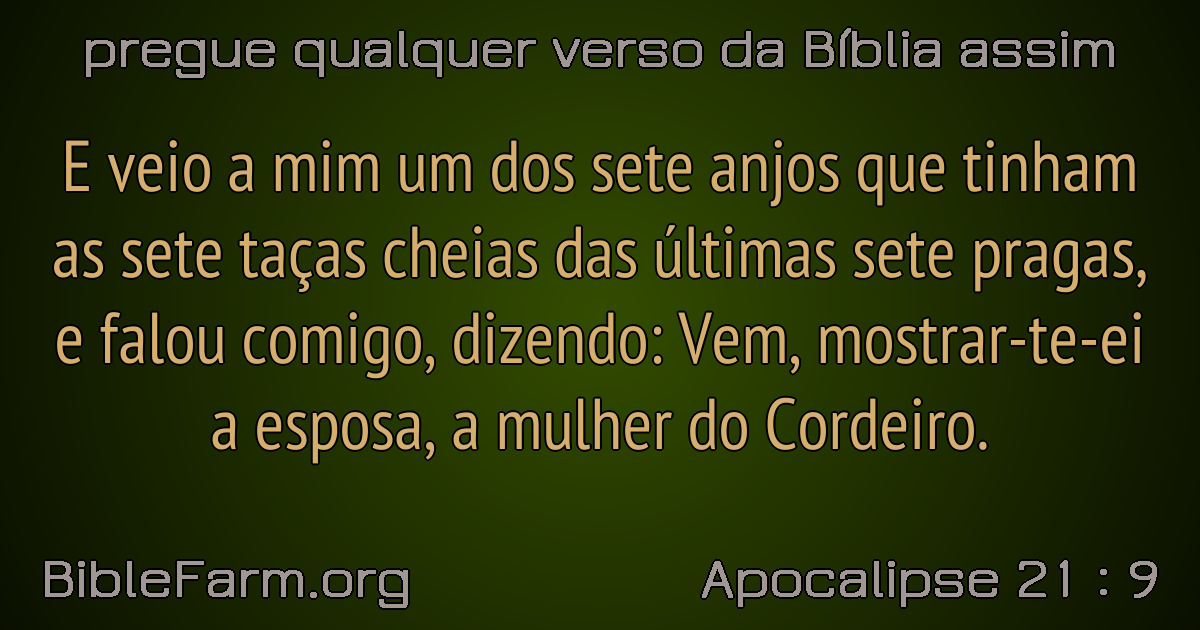 pregue qualquer verso da Bíblia assim
E veio a mim um dos sete anjos que tinham
as sete taças cheias das últimas sete pragas,
e falou comigo, dizendo: Vem, mostrar-te-ei
a esposa, a mulher do Cordeiro.
BibleFarm.org
Apocalipse 21 : 9